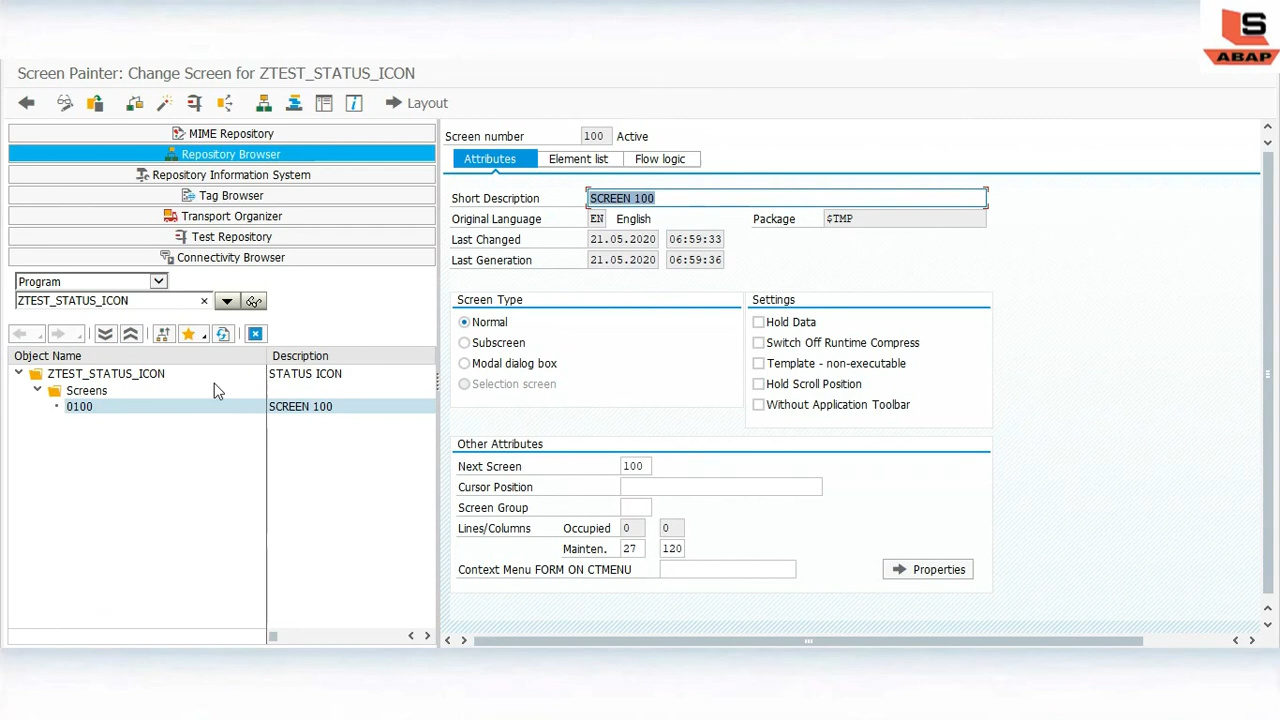 S
ABAP
Screen Painter: Change Screen for ZTEST_STATUS_ICON
Layout
MIME Repository
Repository Browser
Repository Information System
Tag Browser
Transport Organizer
Test Repository
Connectivity Browser
Program
ZTEST_STATUS_ICON
Object Name Description
ZTEST_STATUS_ICON STATUS ICON
Screens
0100 SCREEN 100
Screen number 100 Active
Attributes Element list Flow logic
Short Description SCREEN 100
Original Language EN English Package $TMP
Last Changed 21.05.2020 06:59:33
Last Generation 21.05.2020 06:59:36
Screen Type
Normal
Subscreen
Modal dialog box
Selection screen
Settings
Hold Data
Switch Off Runtime Compress
Template - non-executable
Hold Scroll Position
Without Application Toolbar
Other Attributes
Next Screen 100
Cursor Position
Screen Group
Lines/Columns Occupied 0 0
Mainten. 27 120
Context Menu FORM ON CTMENU Properties